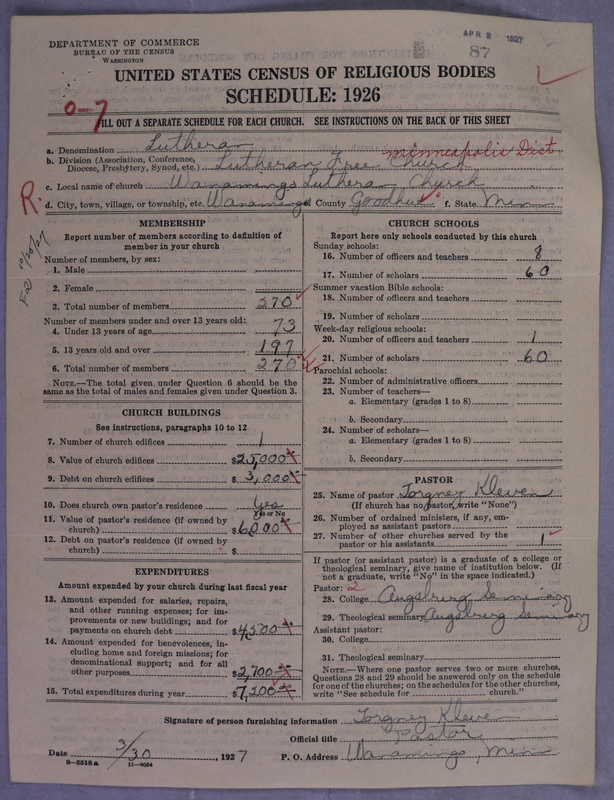 APR 2 1927
87
DEPARTMENT OF COMMERCE
BUREAU OF THE CENSUS
WASHINGTON
UNITED STATES CENSUS OF RELIGIOUS BODIES
SCHEDULE: 1926
0-7
FILL OUT A SEPARATE SCHEDULE FOR EACH CHURCH. SEE INSTRUCTIONS ON THE BACK OF THIS SHEET
a. Denomination Lutheran
b. Division (Association, Conference, Minneapolis Dist.
Diocese, Presbytery, Synod, etc.) Lutheran Free Church
c. Local name of church Wanamingo Lutheran Church
d. City, town, village, or township, etc. Wanamingo County Goodhue f. State Minn
R.
MEMBERSHIP
Report number of members according to definition of
member in your church
Number of members, by sex:
1. Male
2. Female
3. Total number of members 270
Number of members under and over 13 years old:
4. Under 13 years of age 73
5. 13 years old and over 197
6. Total number of members 270
NOTE.—The total given under Question 6 should be the
same as the total of males and females given under Question 3.
CHURCH BUILDINGS
See instructions, paragraphs 10 to 12
7. Number of church edifices 1
8. Value of church edifices $25,000
9. Debt on church edifices $3,000
10. Does church own pastor's residence Yes
Yes or No
11. Value of pastor's residence (if owned by
church) $6,000
12. Debt on pastor's residence (if owned by
church) $
EXPENDITURES
Amount expended by your church during last fiscal year
13. Amount expended for salaries, repairs,
and other running expenses; for im-
provements or new buildings; and for
payments on church debt $4,500
14. Amount expended for benevolences, in-
cluding home and foreign missions; for
denominational support; and for all
other purposes $2,700
15. Total expenditures during year $7,200
CHURCH SCHOOLS
Report here only schools conducted by this church
Sunday schools:
16. Number of officers and teachers 8
17. Number of scholars 60
Summer vacation Bible schools:
18. Number of officers and teachers
19. Number of scholars
Week-day religious schools:
20. Number of officers and teachers 1
21. Number of scholars 60
Parochial schools:
22. Number of administrative officers
23. Number of teachers—
a. Elementary (grades 1 to 8)
b. Secondary
24. Number of scholars—
a. Elementary (grades 1 to 8)
b. Secondary
PASTOR
25. Name of pastor Torgney Kleven
(If church has no pastor, write "None")
26. Number of ordained ministers, if any, em-
ployed as assistant pastors
27. Number of other churches served by the
pastor or his assistants 1
If pastor (or assistant pastor) is a graduate of a college or
theological seminary, give name of institution below. (If
not a graduate, write "No" in the space indicated.)
Pastor: 2
28. College Augsburg Seminary
29. Theological seminary Augsburg Seminary
Assistant pastor:
30. College
31. Theological seminary
NOTE.—Where one pastor serves two or more churches,
Questions 28 and 29 should be answered only on the schedule
for one of the churches; on the schedules for the other churches,
write "See schedule for church."
Signature of person furnishing information Torgney Kleven
Official title Pastor
Date 3/30, 1927 P. O. Address Wanamingo, Minn
8-5518a 11-9034